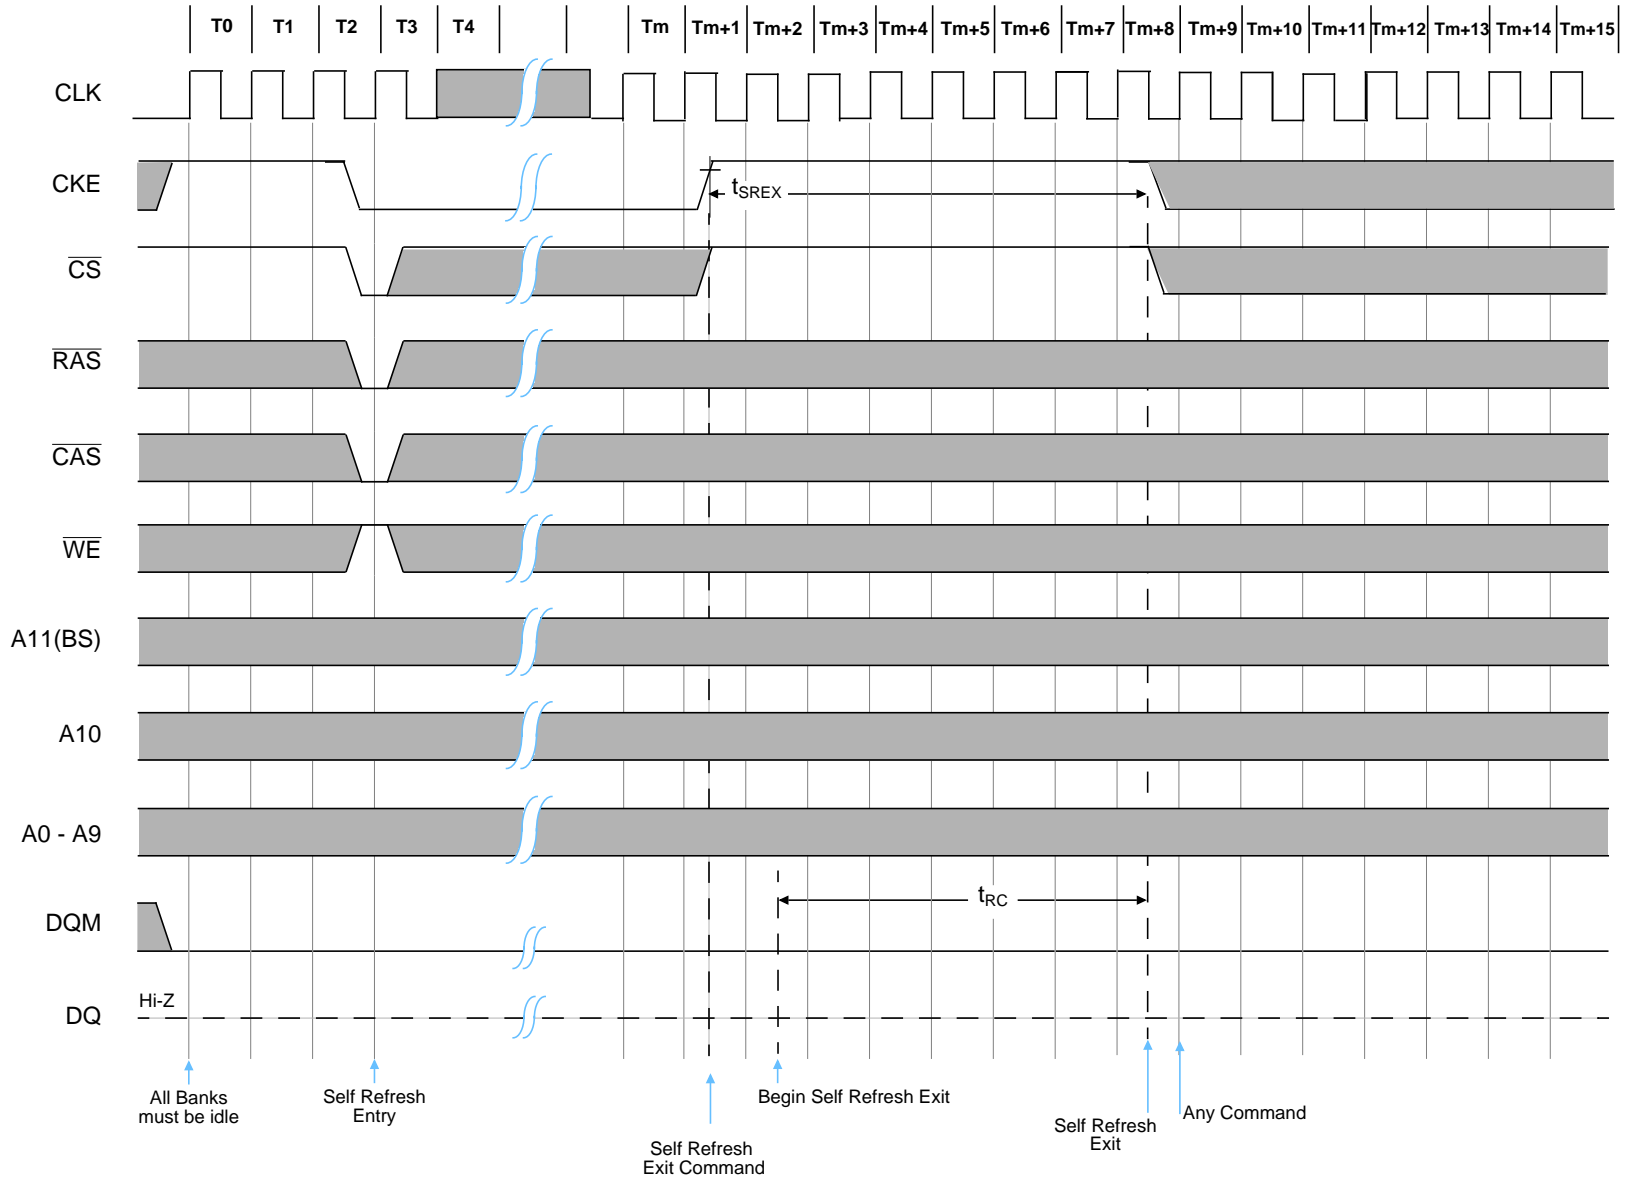 T0 T1 T2 T3 T4 Tm Tm+1 Tm+2 Tm+3 Tm+4 Tm+5 Tm+6 Tm+7 Tm+8 Tm+9 Tm+10 Tm+11 Tm+12 Tm+13 Tm+14 Tm+15
CLK
CKE
tSREX
CS
RAS
CAS
WE
A11(BS)
A10
A0 - A9
tRC
DQM
Hi-Z
DQ
All Banks
must be idle
Self Refresh
Entry
Self Refresh
Exit Command
Begin Self Refresh Exit
Self Refresh
Exit
Any Command